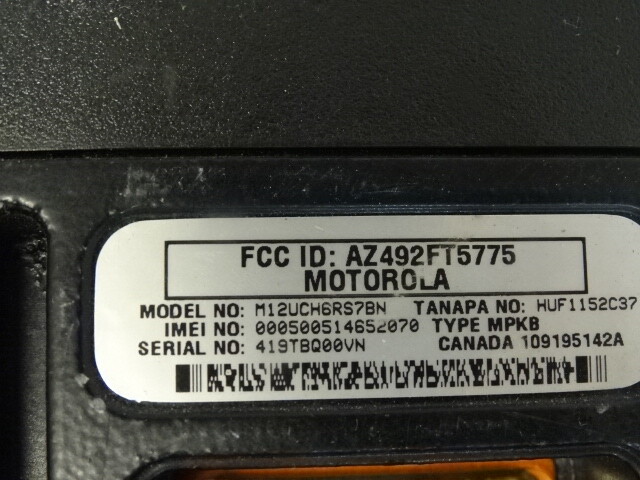 FCC ID: AZ492FT5775
MOTOROLA
MODEL NO: M12UCH6RS7BN TANAPA NO: HUF1152C37
IMEI NO: 000500514652070 TYPE MPKB
SERIAL NO: 419TBQ00VN CANADA 109195142A